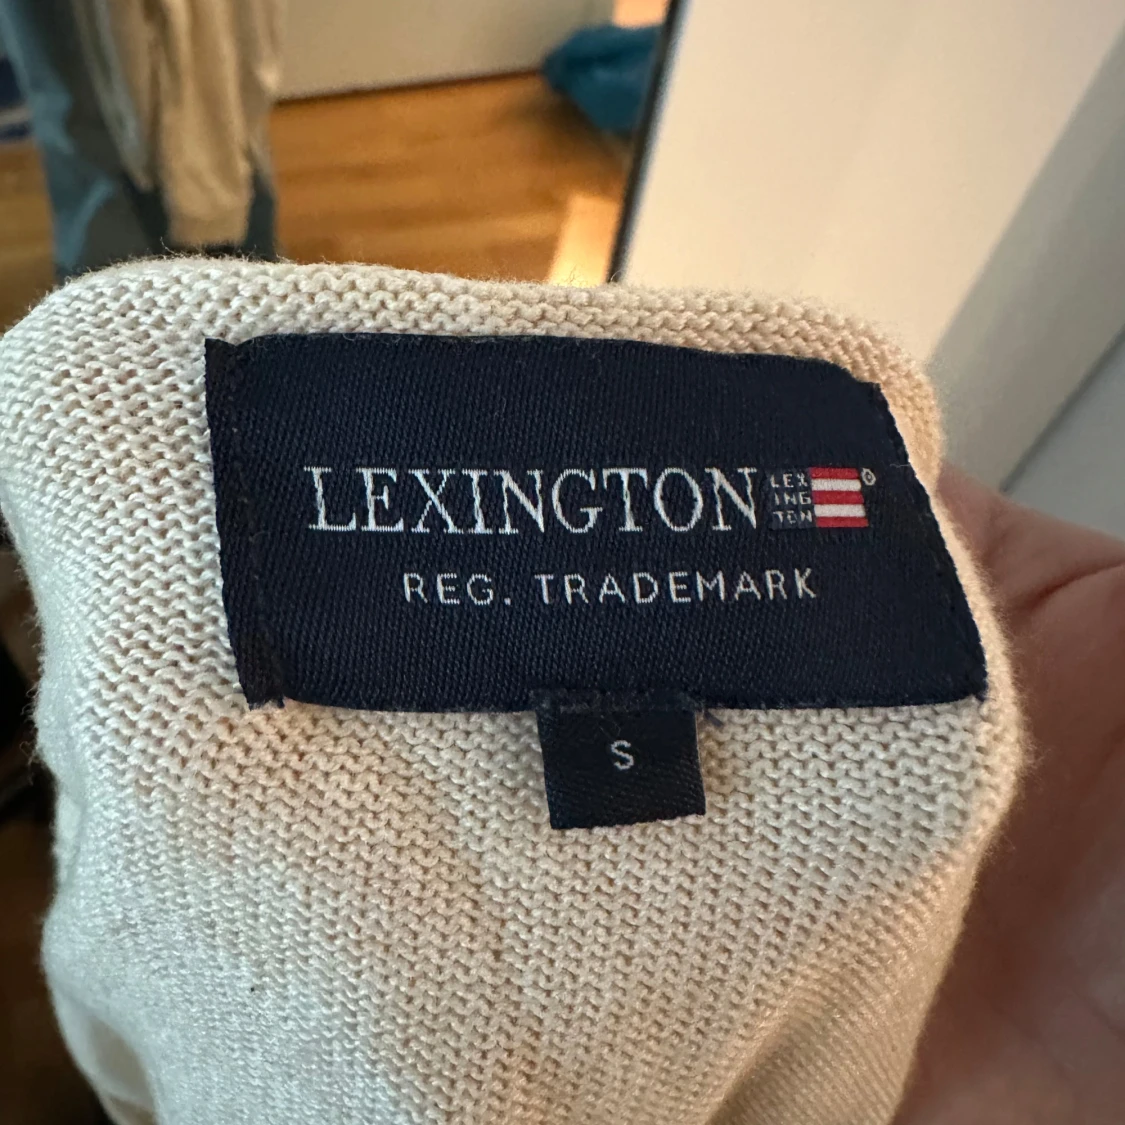 LEXINGTON
LEX
ING
TON
®
REG. TRADEMARK
S